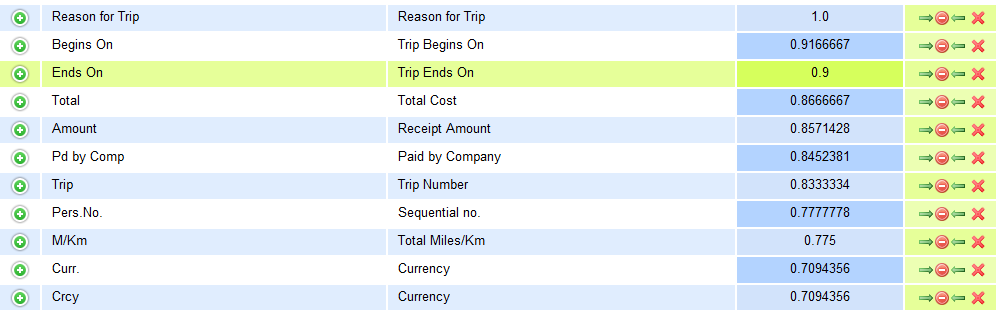 Reason for Trip Reason for Trip 1.0
Begins On Trip Begins On 0.9166667
Ends On Trip Ends On 0.9
Total Total Cost 0.8666667
Amount Receipt Amount 0.8571428
Pd by Comp Paid by Company 0.8452381
Trip Trip Number 0.8333334
Pers.No. Sequential no. 0.7777778
M/Km Total Miles/Km 0.775
Curr. Currency 0.7094356
Crcy Currency 0.7094356